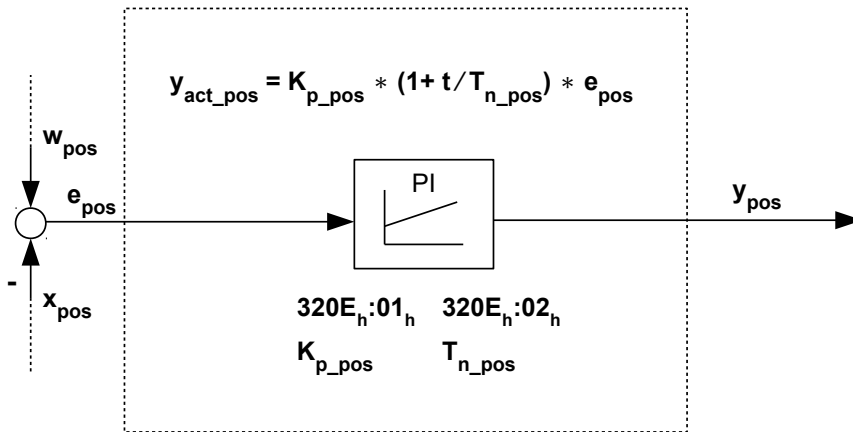 y_act_pos = K_p_pos * (1+ t/T_n_pos) * e_pos
w_pos
PI
e_pos
y_pos
-
x_pos
320E_h:01_h 320E_h:02_h
K_p_pos T_n_pos